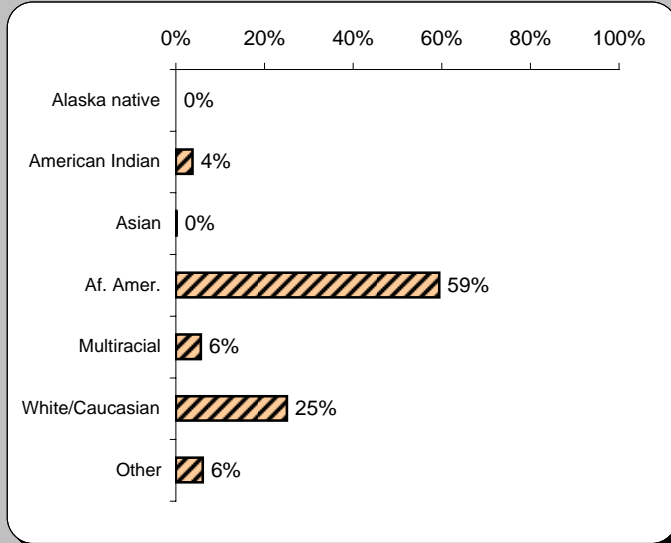 0% 20% 40% 60% 80% 100%
Alaska native 0%
American Indian 4%
Asian 0%
Af. Amer. 59%
Multiracial 6%
White/Caucasian 25%
Other 6%